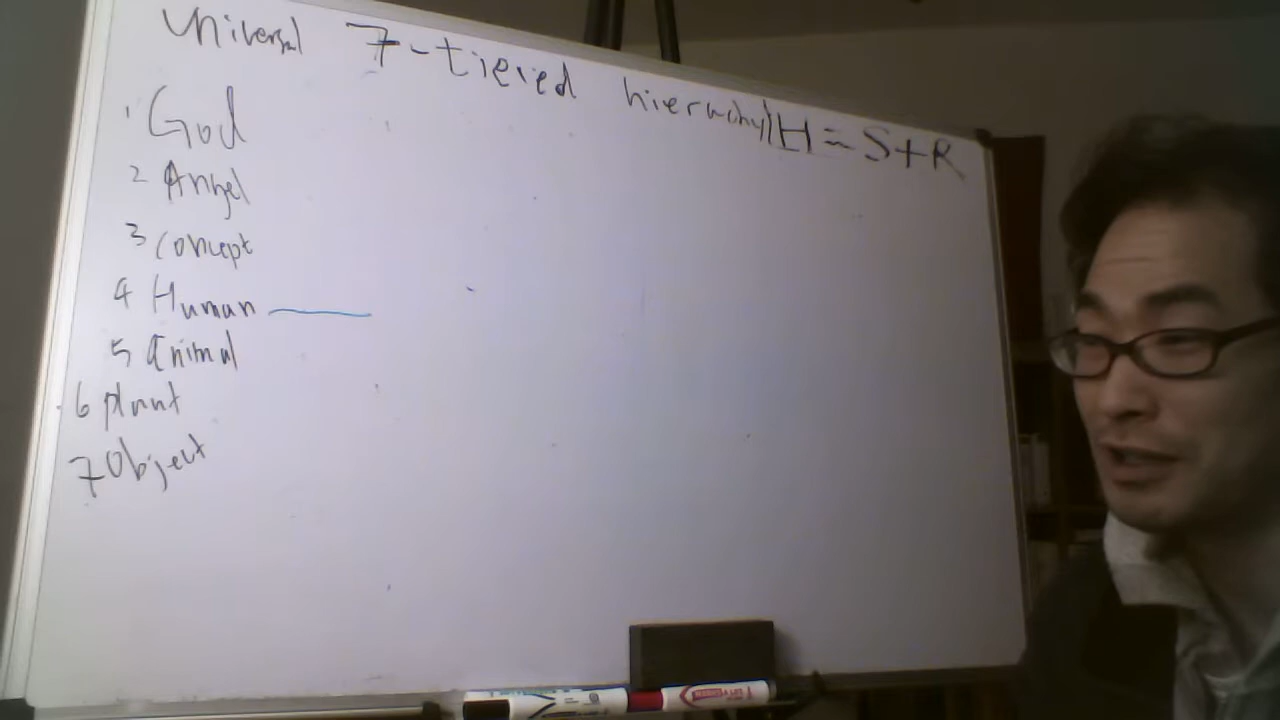 Universal 7-tiered hierarchy H = S+R
1 God
2 Angel
3 concept
4 Human
5 Animal
6 plant
7 Object